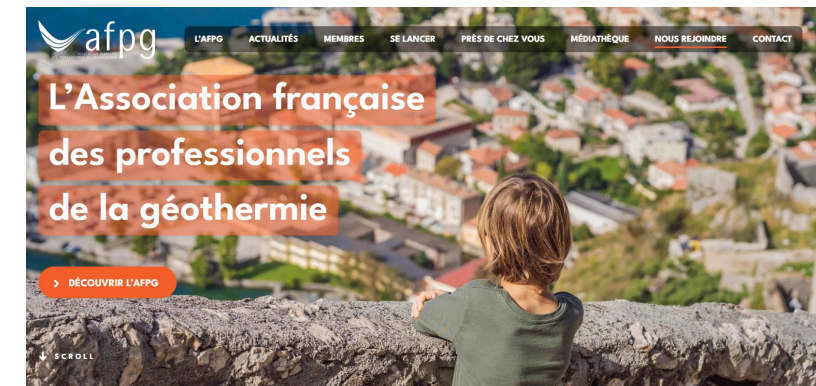 afpg
L'AFPG
ACTUALITÉS
MEMBRES
SE LANCER
PRÈS DE CHEZ VOUS
MÉDIATHÈQUE
NOUS REJOINDRE
CONTACT
L'Association française
des professionnels
de la géothermie
> DÉCOUVRIR L'AFPG
↓ SCROLL